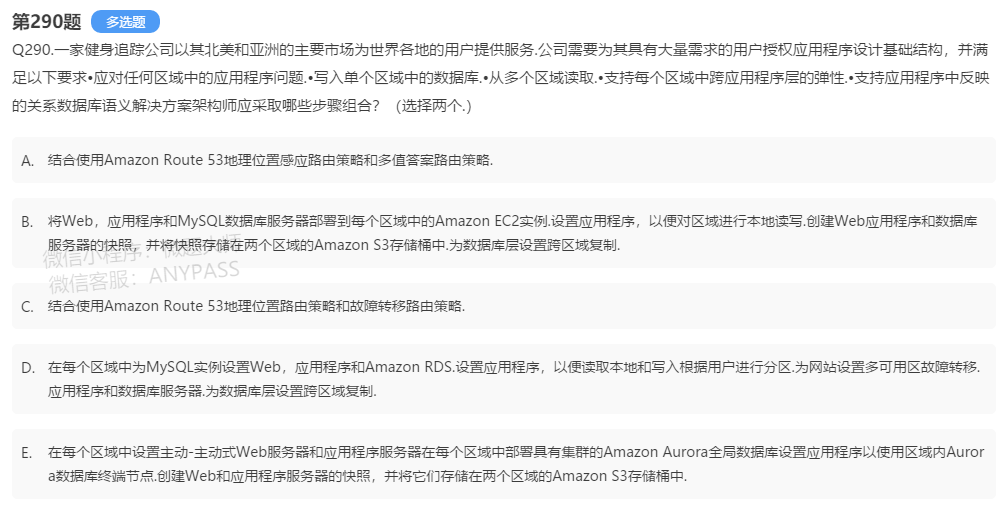 第290题 多选题
Q290.一家健身追踪公司以其北美和亚洲的主要市场为世界各地的用户提供服务.公司需要为其具有大量需求的用户授权应用程序设计基础结构，并满
足以下要求•应对任何区域中的应用程序问题.•写入单个区域中的数据库.•从多个区域读取.•支持每个区域中跨应用程序层的弹性.•支持应用程序中反映
的关系数据库语义解决方案架构师应采取哪些步骤组合？（选择两个.）
A. 结合使用Amazon Route 53地理位置感应路由策略和多值答案路由策略.
B. 将Web，应用程序和MySQL数据库服务器部署到每个区域中的Amazon EC2实例.设置应用程序，以便对区域进行本地读写.创建Web应用程序和数据库
服务器的快照，并将快照存储在两个区域的Amazon S3存储桶中.为数据库层设置跨区域复制.
微信小程序：
微信客服：ANYPASS
C. 结合使用Amazon Route 53地理位置路由策略和故障转移路由策略.
D. 在每个区域中为MySQL实例设置Web，应用程序和Amazon RDS.设置应用程序，以便读取本地和写入根据用户进行分区.为网站设置多可用区故障转移.
应用程序和数据库服务器.为数据库层设置跨区域复制.
E. 在每个区域中设置主动-主动式Web服务器和应用程序服务器在每个区域中部署具有集群的Amazon Aurora全局数据库设置应用程序以使用区域内Auror
a数据库终端节点.创建Web和应用程序服务器的快照，并将它们存储在两个区域的Amazon S3存储桶中.